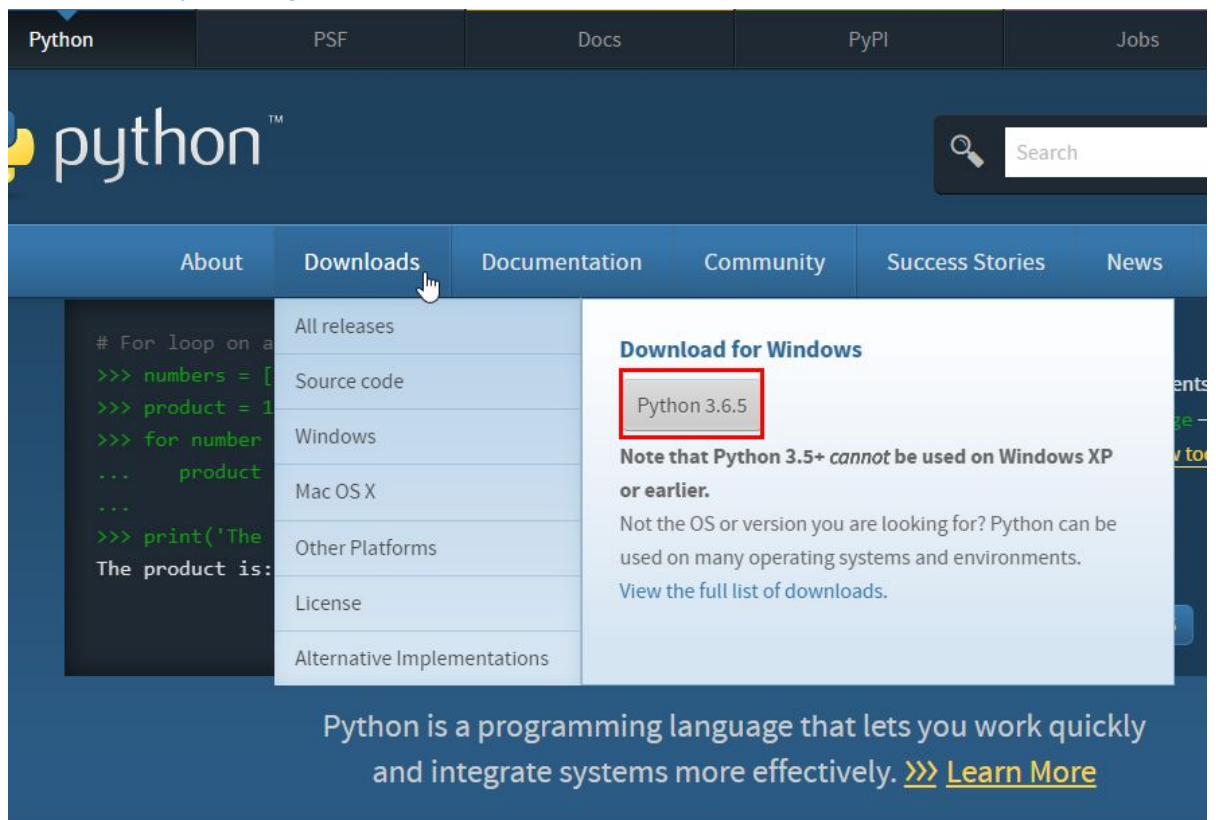 Python PSF Docs PyPI Jobs
python™
Search
About Downloads Documentation Community Success Stories News
# For loop on a
>>> numbers = [
>>> product = 1
>>> for number
... product
...
>>> print('The
The product is:
All releases
Source code
Windows
Mac OS X
Other Platforms
License
Alternative Implementations
Download for Windows
Python 3.6.5
Note that Python 3.5+ cannot be used on Windows XP
or earlier.
Not the OS or version you are looking for? Python can be
used on many operating systems and environments.
View the full list of downloads.
Python is a programming language that lets you work quickly
and integrate systems more effectively. >>> Learn More